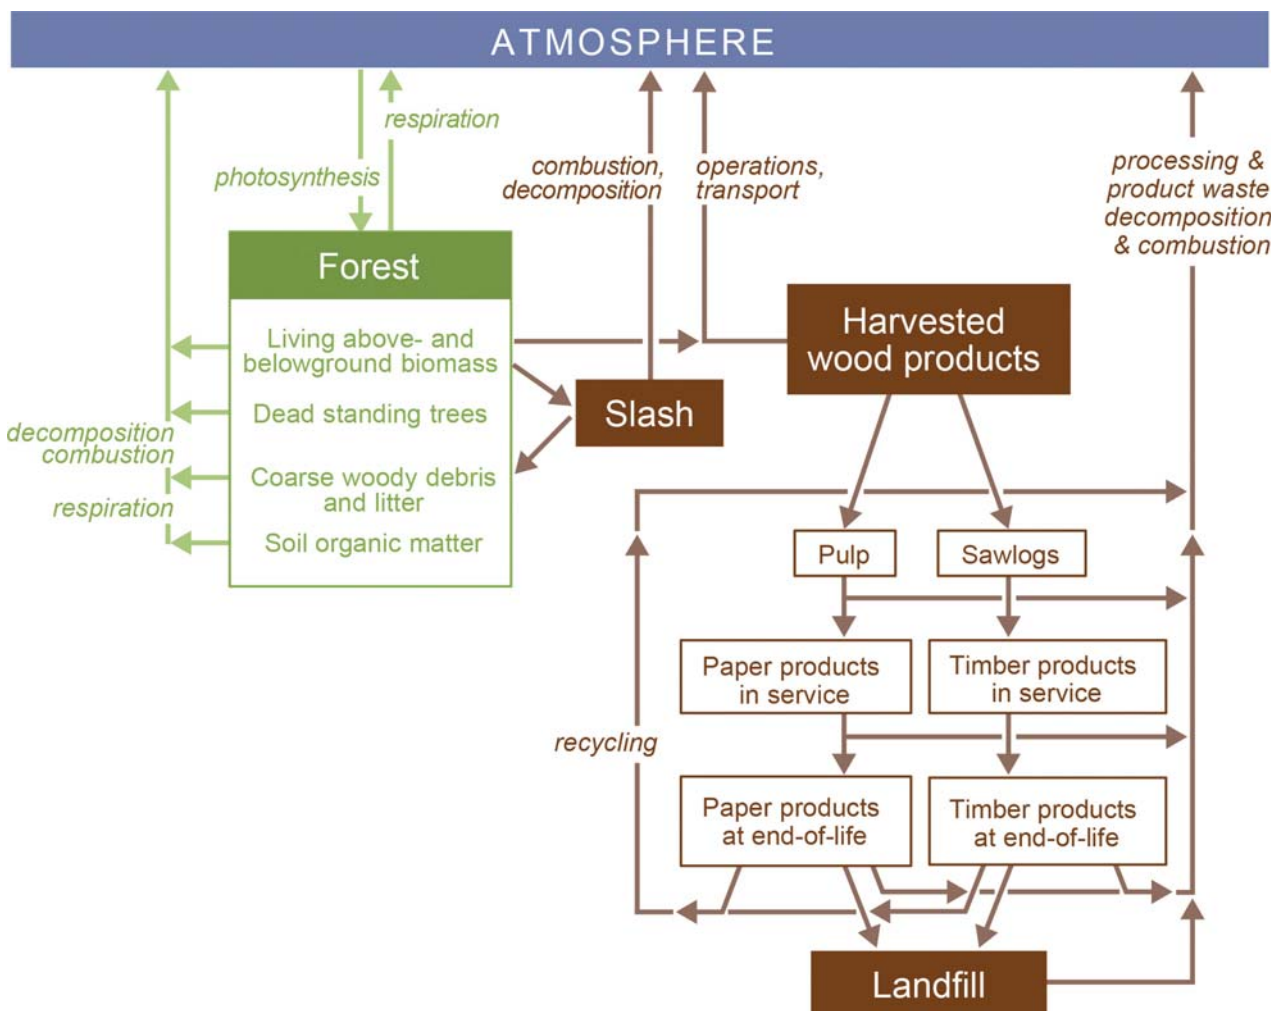 ATMOSPHERE
respiration
photosynthesis
combustion,
decomposition
operations,
transport
processing &
product waste
decomposition
& combustion
Forest
Living above- and
belowground biomass
Dead standing trees
Coarse woody debris
and litter
Soil organic matter
decomposition
combustion
respiration
Slash
Harvested
wood products
Pulp
Sawlogs
Paper products
in service
Timber products
in service
recycling
Paper products
at end-of-life
Timber products
at end-of-life
Landfill